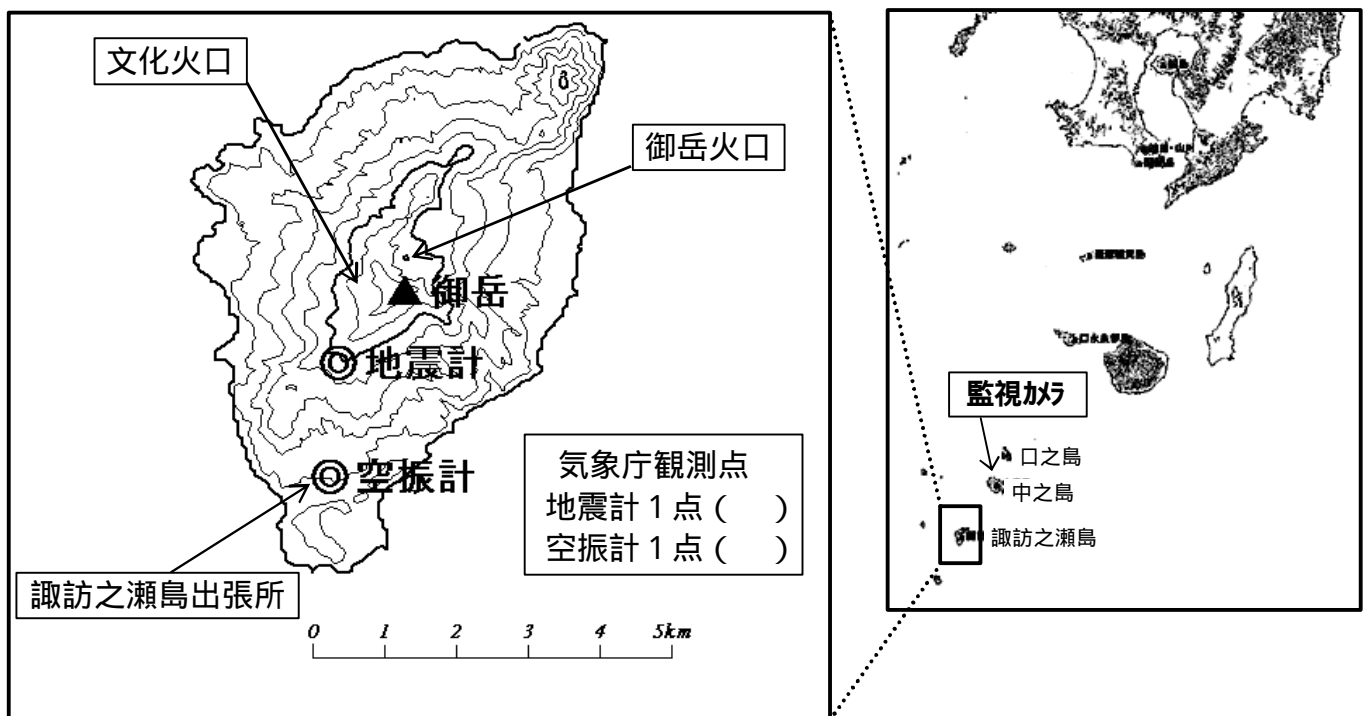 文化火口
御岳火口
御岳
地震計
空振計
気象庁観測点
地震計1点（　）
空振計1点（　）
諏訪之瀬島出張所
0 1 2 3 4 5km
監視カメラ
口之島
中之島
諏訪之瀬島